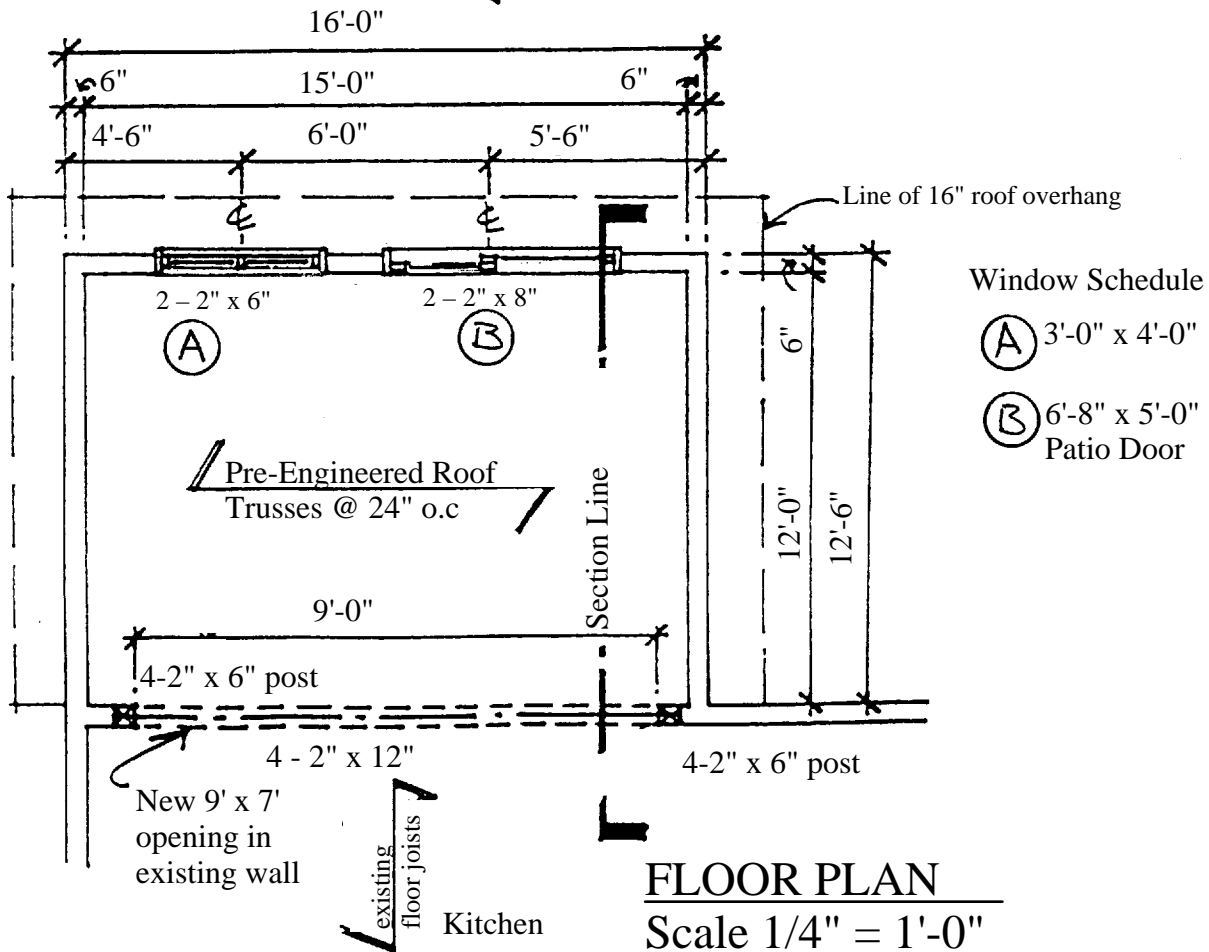 16'-0"
6"
15'-0"
6"
4'-6"
6'-0"
5'-6"
Line of 16" roof overhang
2 – 2" x 6"
2 – 2" x 8"
A
B
6"
Window Schedule
A 3'-0" x 4'-0"
B 6'-8" x 5'-0"
Patio Door
Pre-Engineered Roof
Trusses @ 24" o.c
Section Line
12'-0"
12'-6"
9'-0"
4-2" x 6" post
4 - 2" x 12"
4-2" x 6" post
New 9' x 7'
opening in
existing wall
existing
floor joists
Kitchen
FLOOR PLAN
Scale 1/4" = 1'-0"